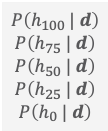 P(h₁₀₀ | d)
P(h₇₅ | d)
P(h₅₀ | d)
P(h₂₅ | d)
P(h₀ | d)